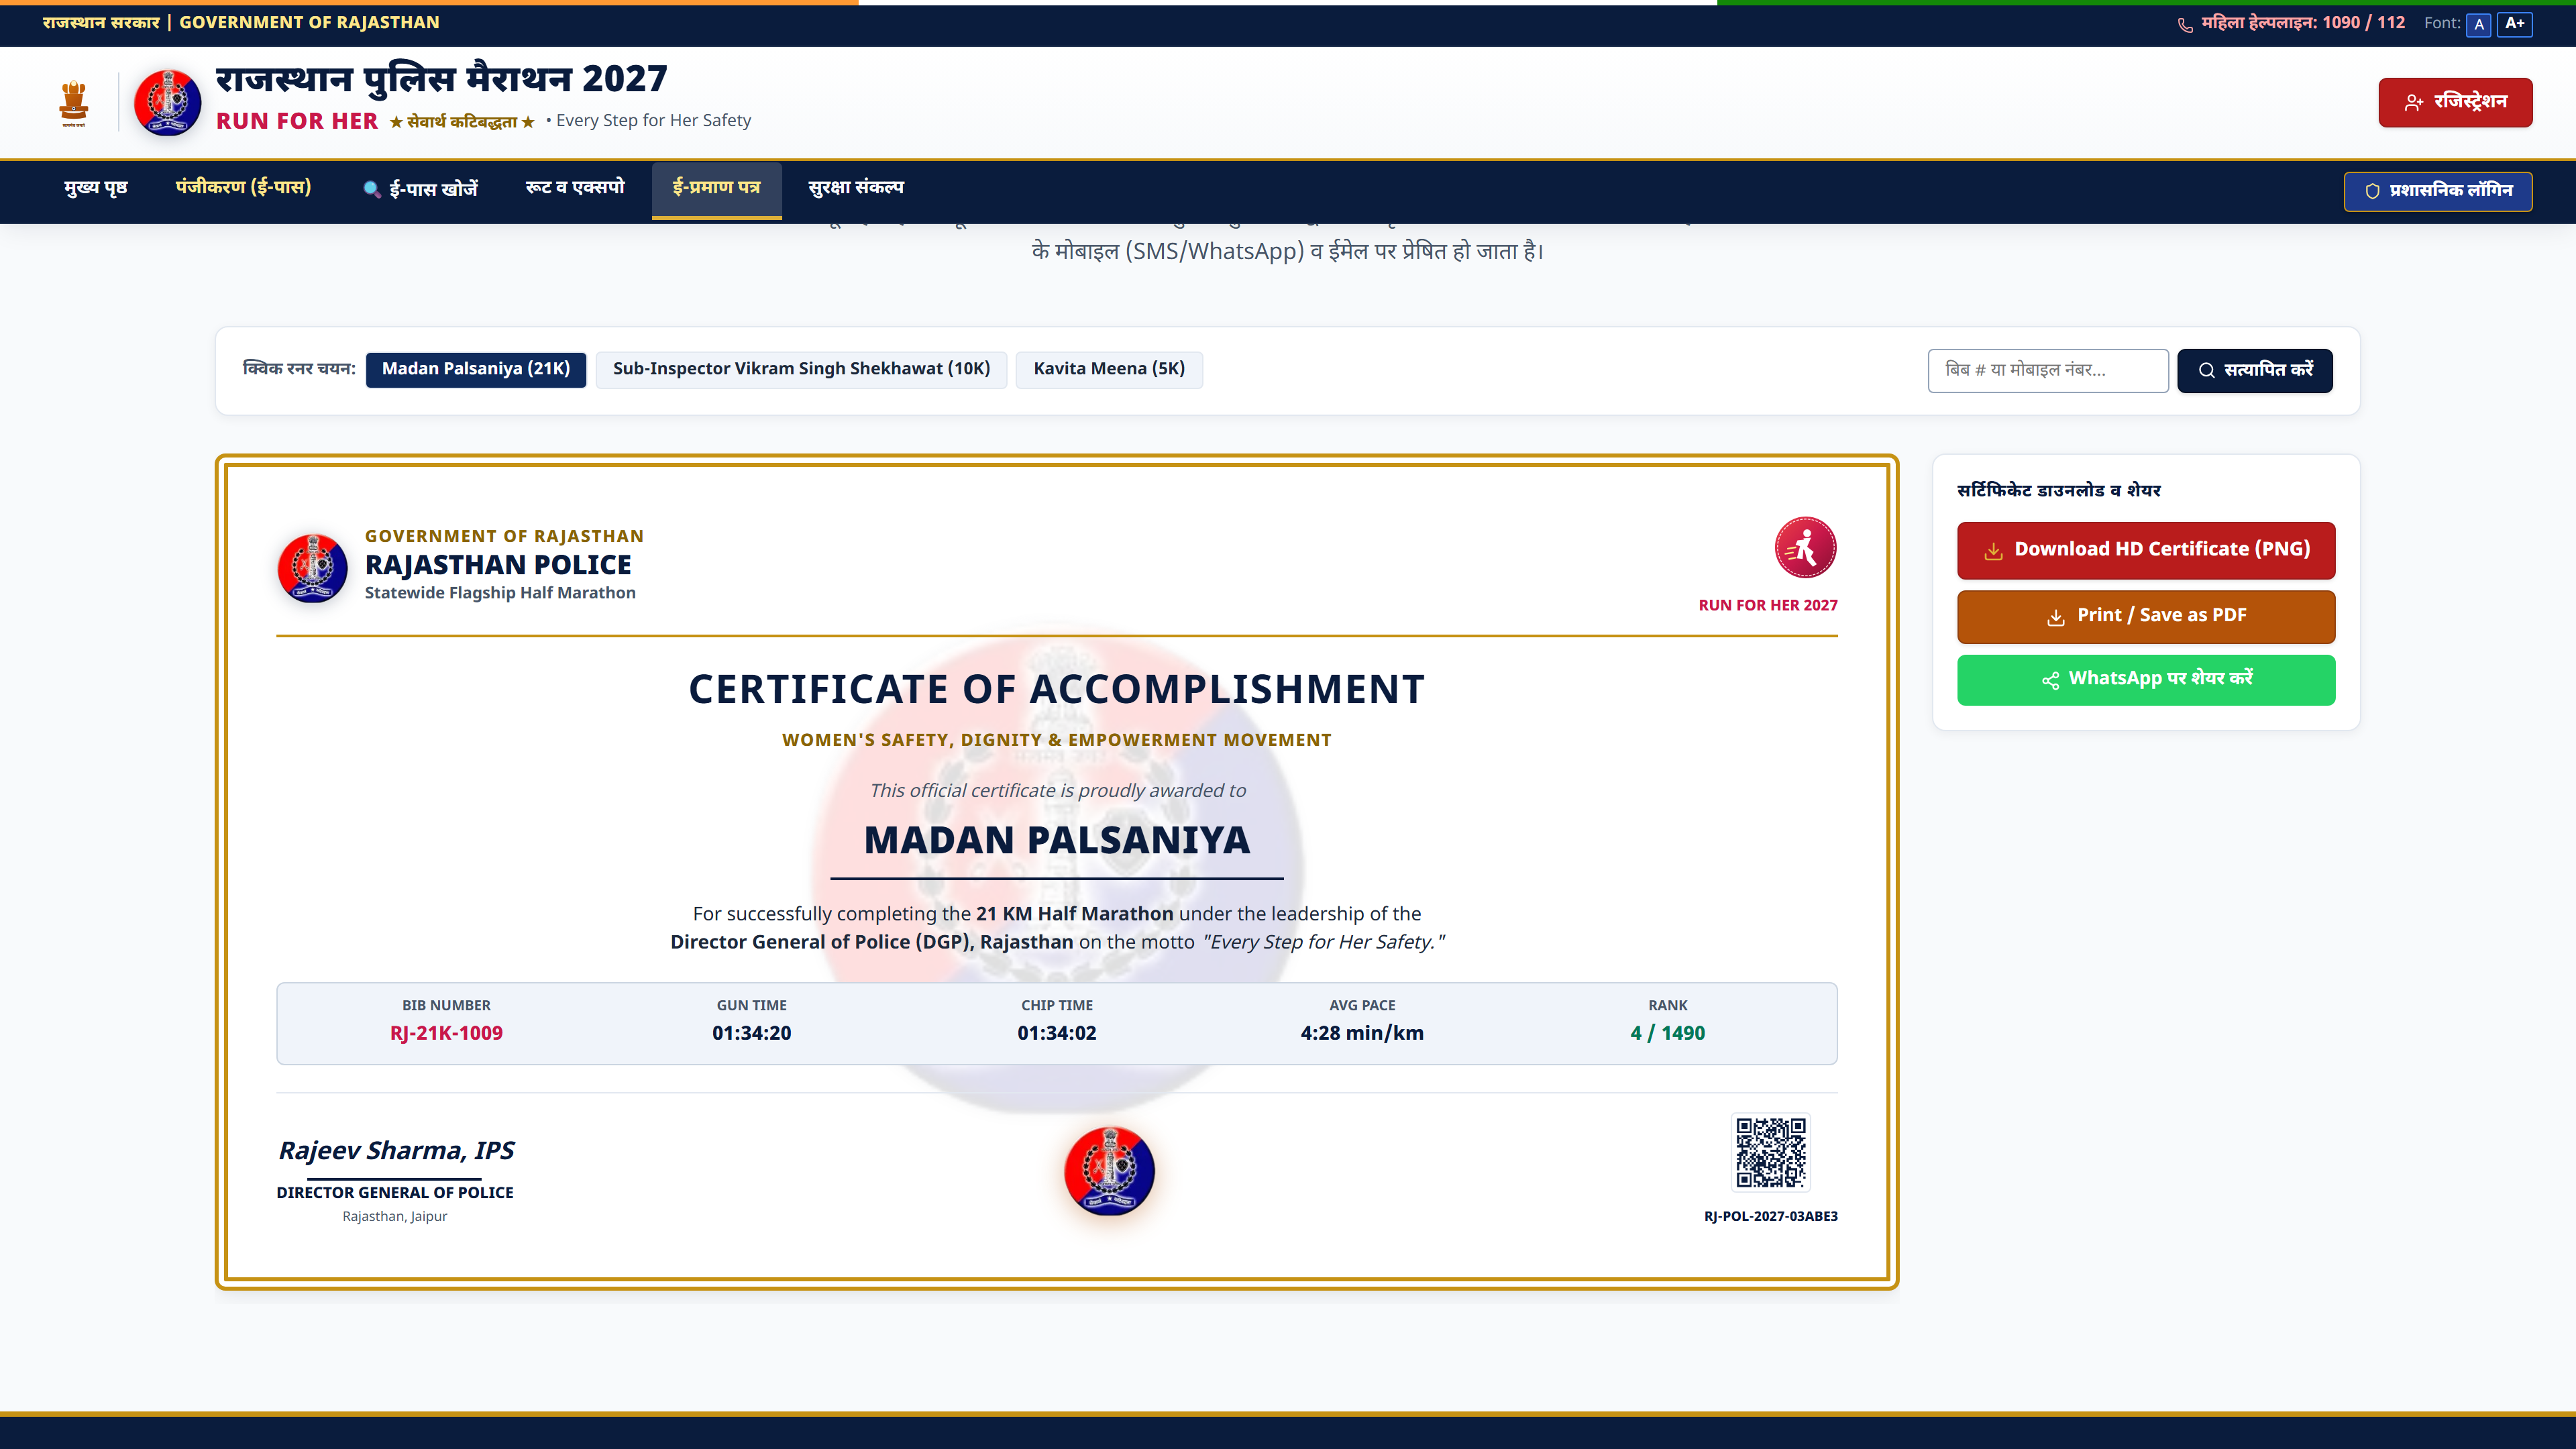 राजस्थान सरकार | GOVERNMENT OF RAJASTHAN
महिला हेल्पलाइन: 1090 / 112 Font: A A+
राजस्थान पुलिस मैराथन 2027
RUN FOR HER ★ सेवार्थ कटिबद्धता ★ • Every Step for Her Safety
रजिस्ट्रेशन
मुख्य पृष्ठ पंजीकरण (ई-पास) ई-पास खोजें रूट व एक्सपो ई-प्रमाण पत्र सुरक्षा संकल्प प्रशासनिक लॉगिन
के मोबाइल (SMS/WhatsApp) व ईमेल पर प्रेषित हो जाता है।
क्विक रनर चयन: Madan Palsaniya (21K) Sub-Inspector Vikram Singh Shekhawat (10K) Kavita Meena (5K) बिब # या मोबाइल नंबर... सत्यापित करें
GOVERNMENT OF RAJASTHAN
RAJASTHAN POLICE
Statewide Flagship Half Marathon
RUN FOR HER 2027
CERTIFICATE OF ACCOMPLISHMENT
WOMEN'S SAFETY, DIGNITY & EMPOWERMENT MOVEMENT
This official certificate is proudly awarded to
MADAN PALSANIYA
For successfully completing the 21 KM Half Marathon under the leadership of the
Director General of Police (DGP), Rajasthan on the motto "Every Step for Her Safety."
BIB NUMBER GUN TIME CHIP TIME AVG PACE RANK
RJ-21K-1009 01:34:20 01:34:02 4:28 min/km 4 / 1490
Rajeev Sharma, IPS
DIRECTOR GENERAL OF POLICE
Rajasthan, Jaipur
RJ-POL-2027-03ABE3
सर्टिफिकेट डाउनलोड व शेयर
Download HD Certificate (PNG)
Print / Save as PDF
WhatsApp पर शेयर करें